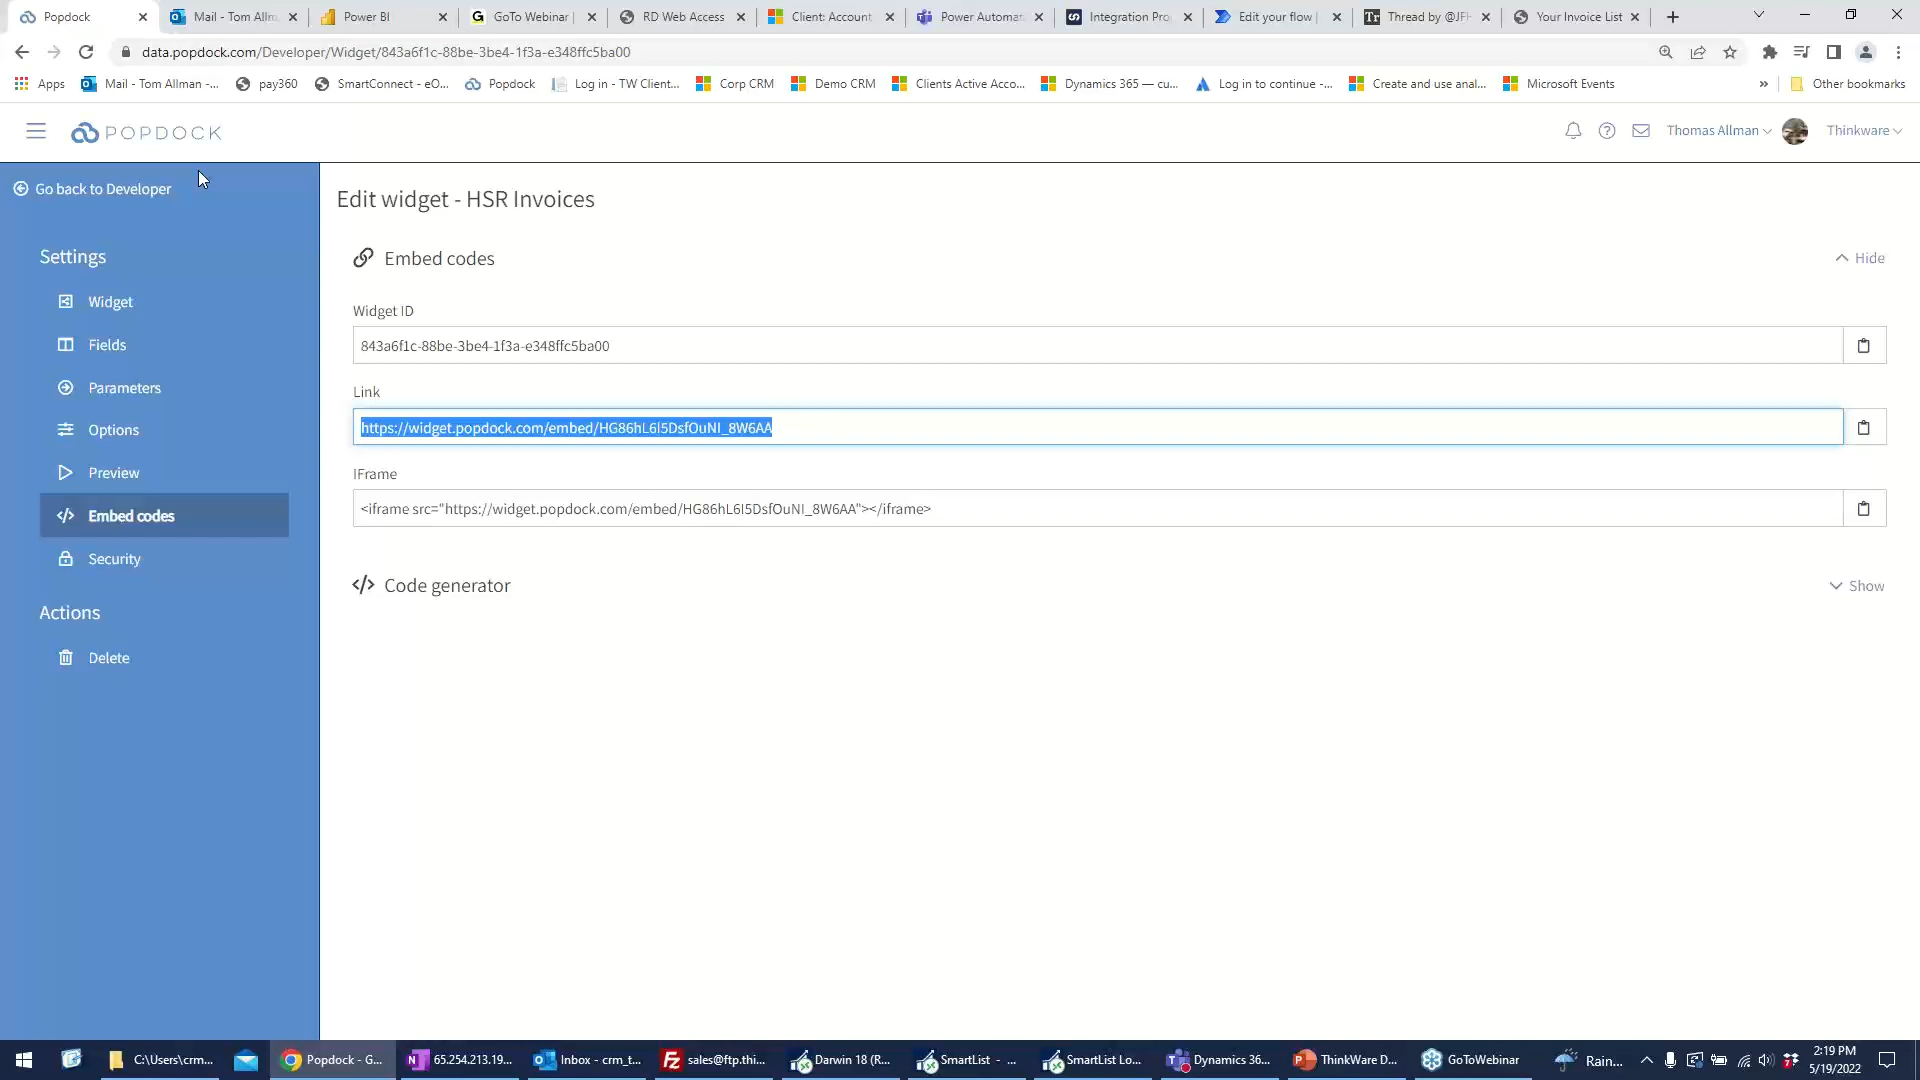 Popdock
Mail - Tom Allm
Power BI
GoTo Webinar |
RD Web Access
Client: Account
Power Automat
Integration Pro
Edit your flow |
Thread by @JFH
Your Invoice List
data.popdock.com/Developer/Widget/843a6f1c-88be-3be4-1f3a-e348ffc5ba00
Apps
Mail - Tom Allman -...
pay360
SmartConnect - eO...
Popdock
Log in - TW Client...
Corp CRM
Demo CRM
Clients Active Acco...
Dynamics 365 — cu...
Log in to continue -...
Create and use anal...
Microsoft Events
»
Other bookmarks
POPDOCK
Thomas Allman
Thinkware
Go back to Developer
Settings
Widget
Fields
Parameters
Options
Preview
Embed codes
Security
Actions
Delete
Edit widget - HSR Invoices
Embed codes
Hide
Widget ID
843a6f1c-88be-3be4-1f3a-e348ffc5ba00
Link
https://widget.popdock.com/embed/HG86hL6I5DsfOuNI_8W6AA
IFrame
<iframe src="https://widget.popdock.com/embed/HG86hL6I5DsfOuNI_8W6AA"></iframe>
</> Code generator
Show
C:\Users\crm...
Popdock - G...
65.254.213.19...
Inbox - crm_t...
sales@ftp.thi...
Darwin 18 (R...
SmartList - ...
SmartList Lo...
Dynamics 36...
ThinkWare D...
GoToWebinar
Rain...
2:19 PM
5/19/2022